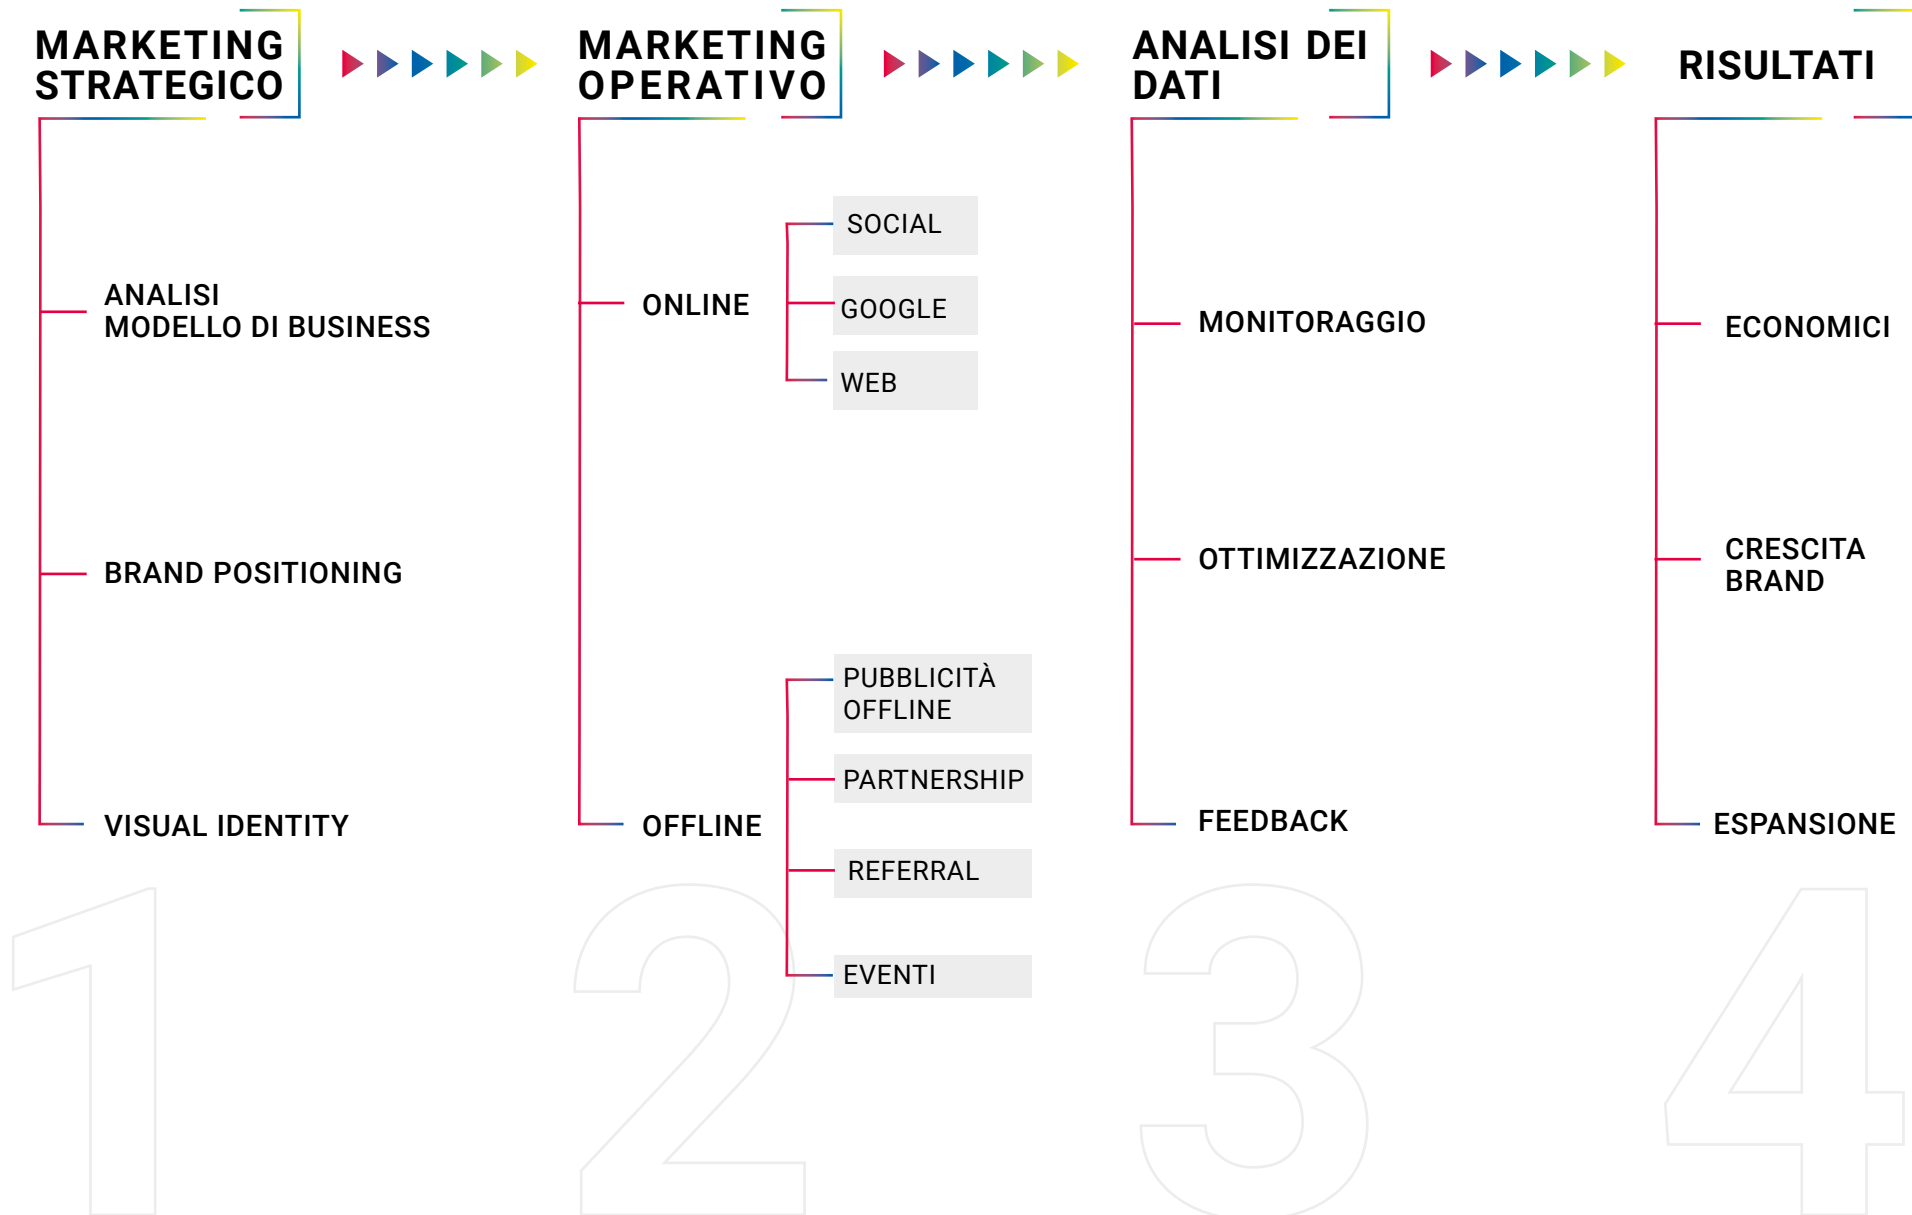 MARKETING
STRATEGICO
ANALISI
MODELLO DI BUSINESS
BRAND POSITIONING
VISUAL IDENTITY
1
MARKETING
OPERATIVO
ONLINE
SOCIAL
GOOGLE
WEB
OFFLINE
PUBBLICITÀ
OFFLINE
PARTNERSHIP
REFERRAL
EVENTI
2
ANALISI DEI
DATI
MONITORAGGIO
OTTIMIZZAZIONE
FEEDBACK
3
RISULTATI
ECONOMICI
CRESCITA
BRAND
ESPANSIONE
4